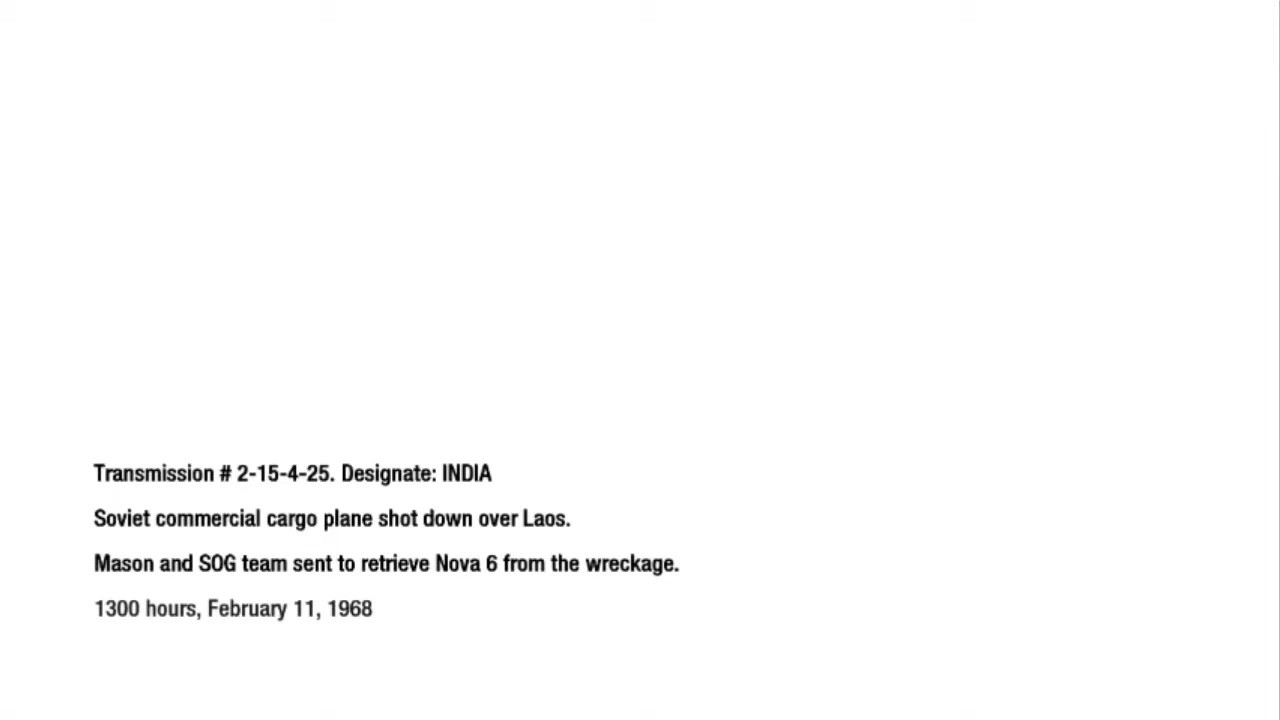 Transmission # 2-15-4-25. Designate: INDIA
Soviet commercial cargo plane shot down over Laos.
Mason and SOG team sent to retrieve Nova 6 from the wreckage.
1300 hours, February 11, 1968